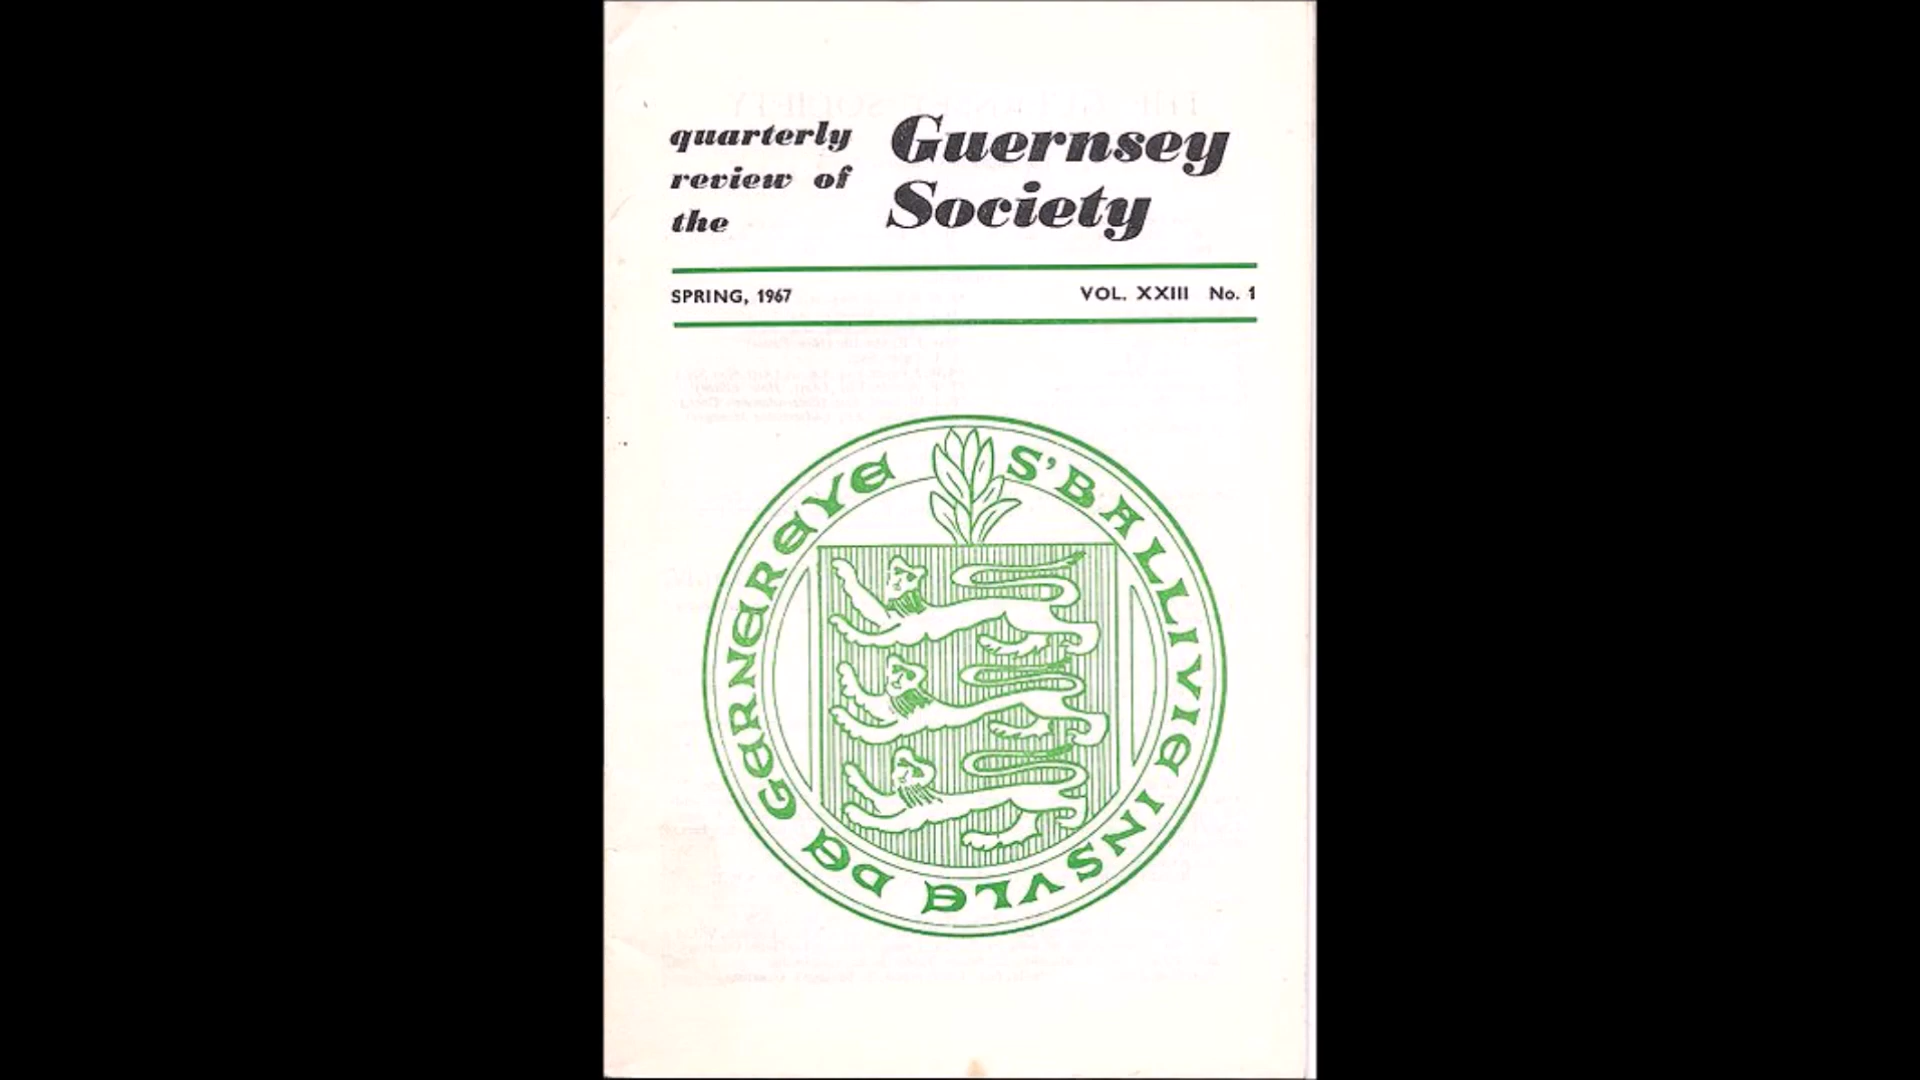 quarterly
review of
the
Guernsey
Society
SPRING, 1967
VOL. XXIII No. 1
S'BALLIVIE INSVLE DE GERNEREYE